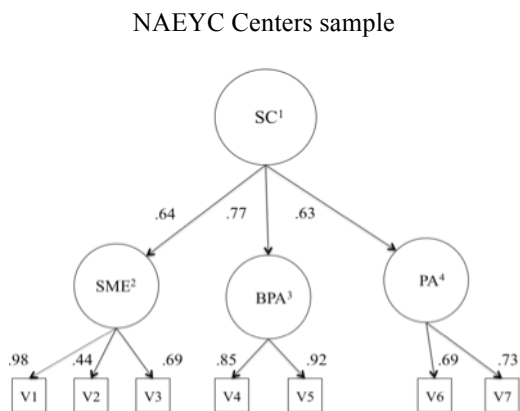 NAEYC Centers sample
SC¹
.64 .77 .63
SME² BPA³ PA⁴
.98 .44 .69 .85 .92 .69 .73
V1 V2 V3 V4 V5 V6 V7